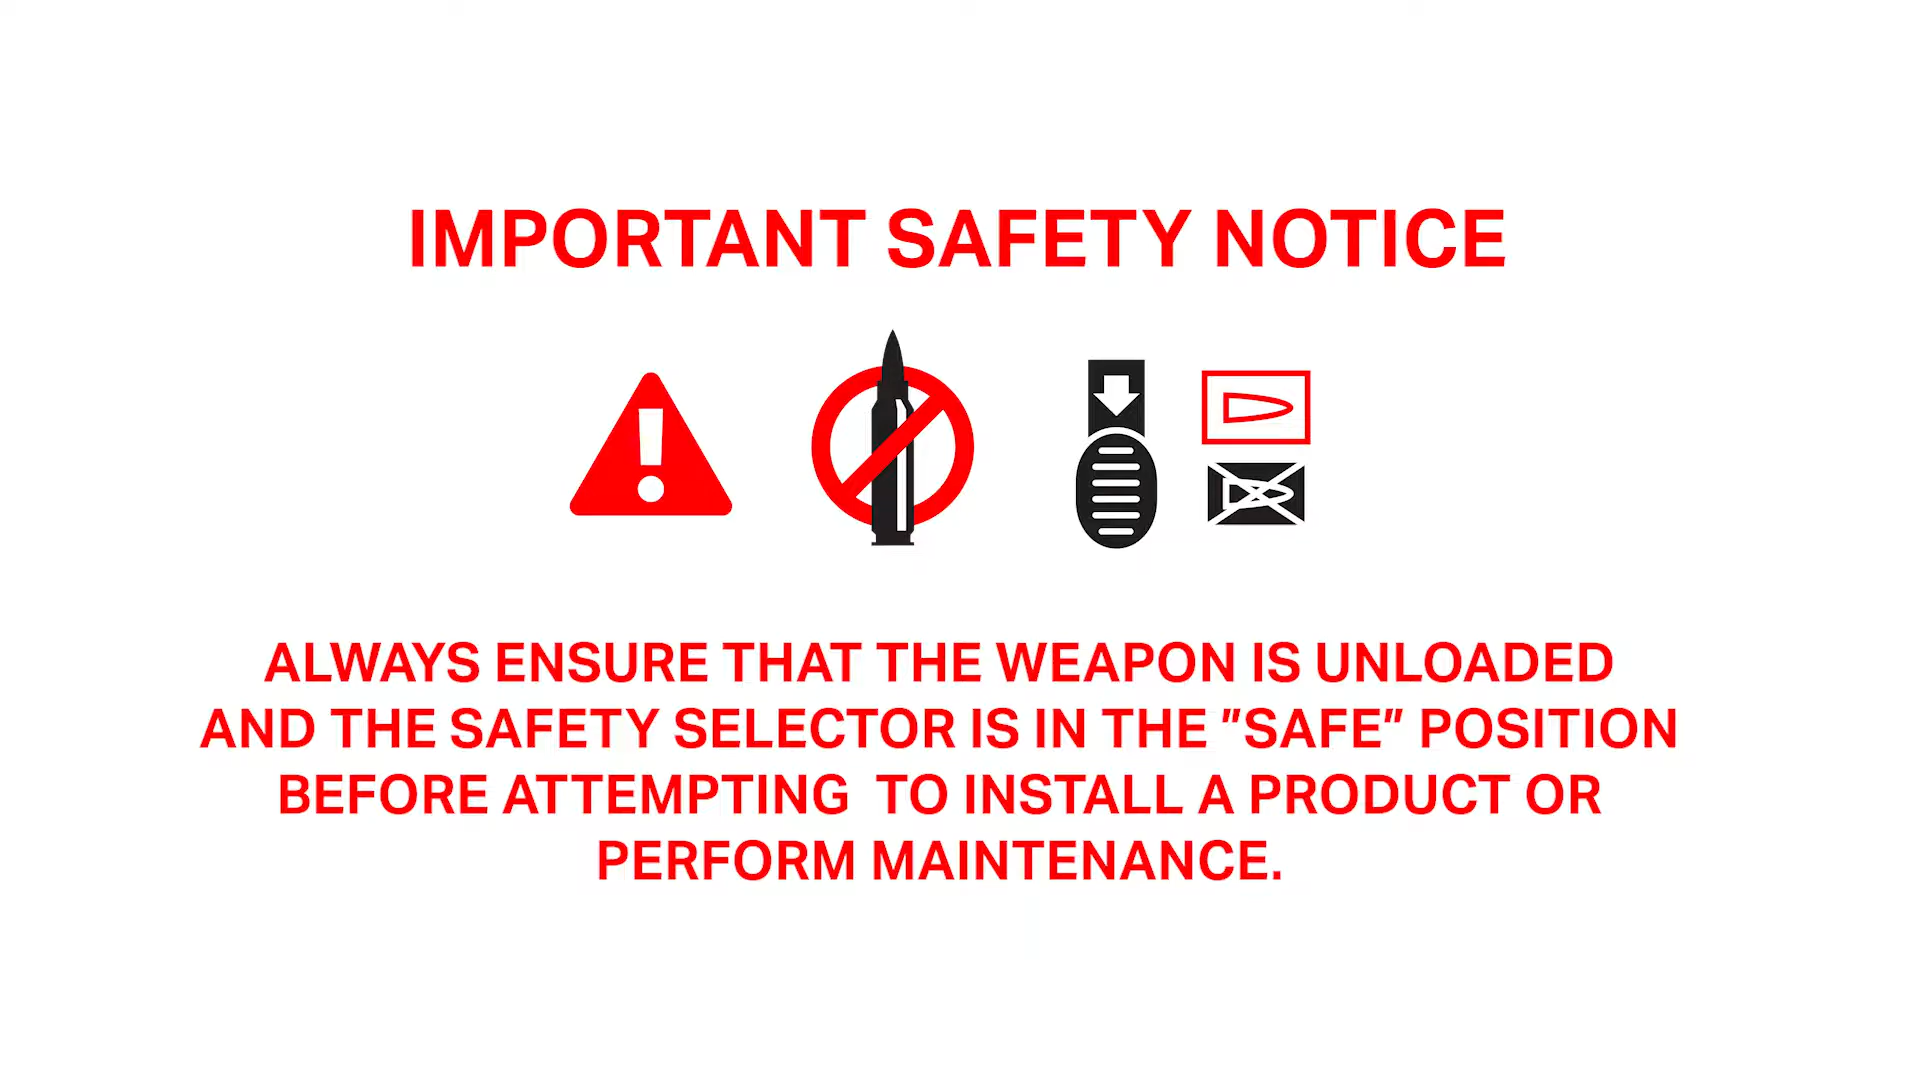 IMPORTANT SAFETY NOTICE
ALWAYS ENSURE THAT THE WEAPON IS UNLOADED
AND THE SAFETY SELECTOR IS IN THE "SAFE" POSITION
BEFORE ATTEMPTING  TO INSTALL A PRODUCT OR
PERFORM MAINTENANCE.